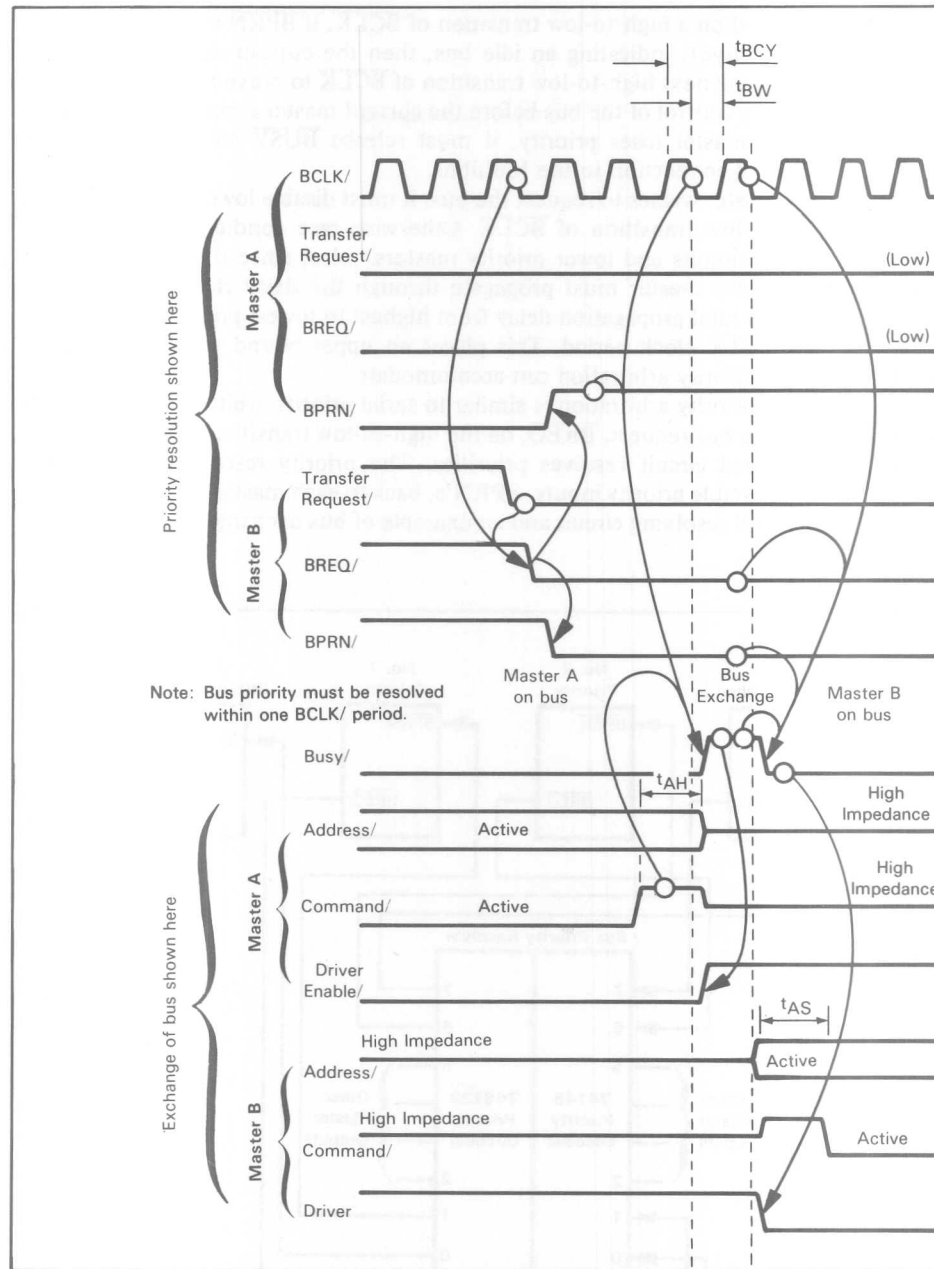 tBCY
tBW
BCLK/
Transfer
Request/
(Low)
BREQ/
(Low)
BPRN/
Master A
Priority resolution shown here
Transfer
Request/
BREQ/
BPRN/
Master B
Master A
on bus
Bus
Exchange
Master B
on bus
Note: Bus priority must be resolved
within one BCLK/ period.
Busy/
tAH
High
Impedance
Address/
Active
High
Impedance
Command/
Active
Master A
Driver
Enable/
Exchange of bus shown here
tAS
High Impedance
Active
Address/
High Impedance
Active
Command/
Master B
Driver